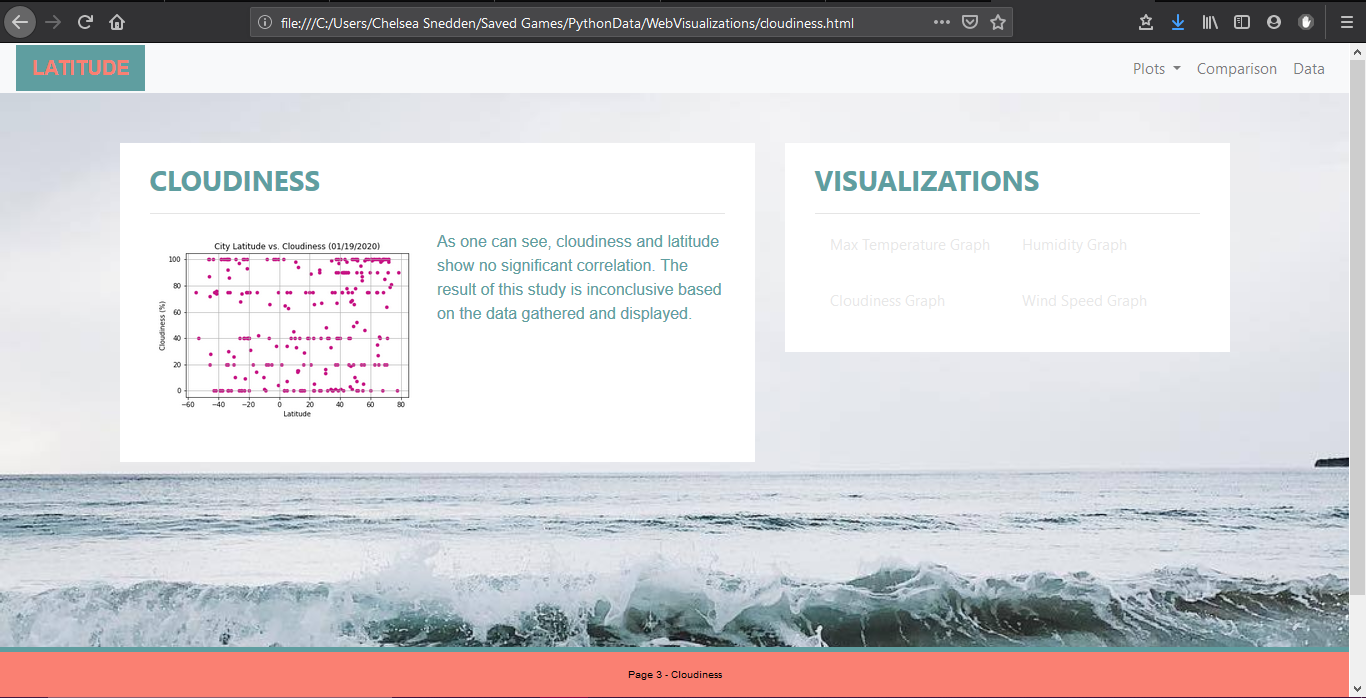 file:///C:/Users/Chelsea Snedden/Saved Games/PythonData/WebVisualizations/cloudiness.html
LATITUDE
Plots Comparison Data
CLOUDINESS
City Latitude vs. Cloudiness (01/19/2020)
100
80
60
40
20
0
Cloudiness (%)
−60 −40 −20 0 20 40 60 80
Latitude
As one can see, cloudiness and latitude
show no significant correlation. The
result of this study is inconclusive based
on the data gathered and displayed.
VISUALIZATIONS
Max Temperature Graph Humidity Graph
Cloudiness Graph Wind Speed Graph
Page 3 - Cloudiness